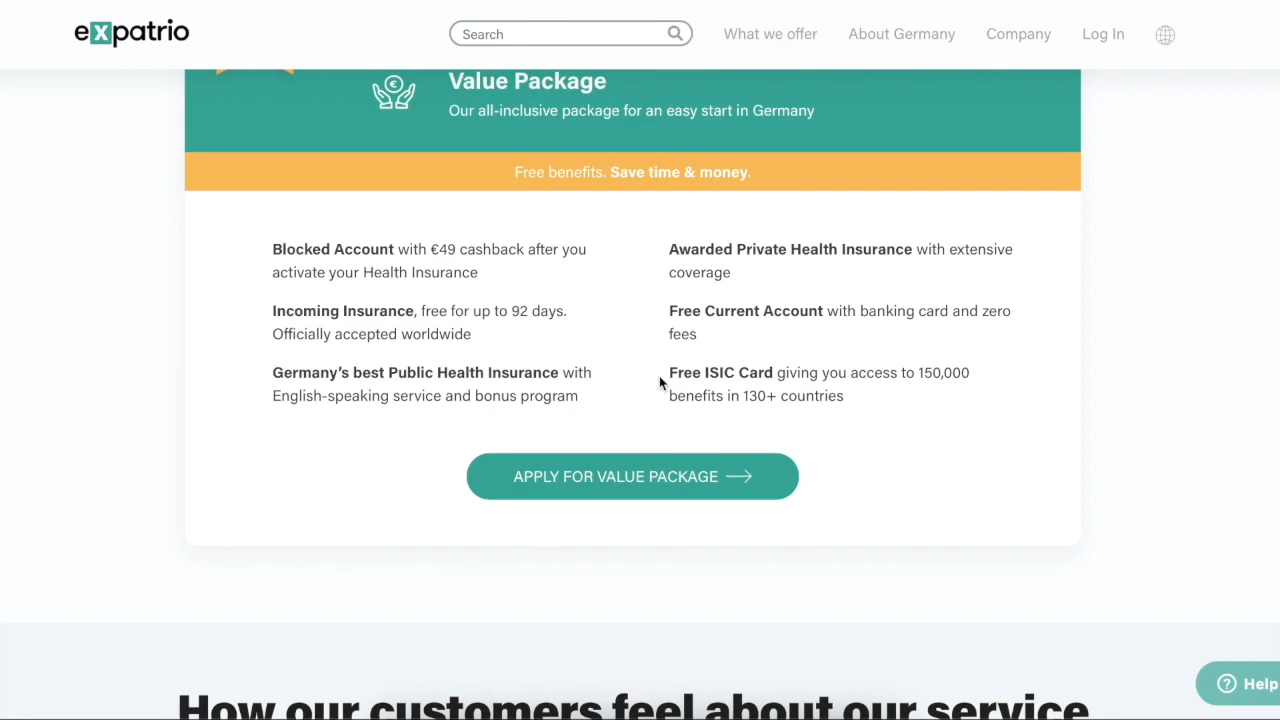 expatrio
Search
What we offer
About Germany
Company
Log In
Value Package
Our all-inclusive package for an easy start in Germany
Free benefits. Save time & money.
Blocked Account with €49 cashback after you
activate your Health Insurance
Incoming Insurance, free for up to 92 days.
Officially accepted worldwide
Germany’s best Public Health Insurance with
English-speaking service and bonus program
Awarded Private Health Insurance with extensive
coverage
Free Current Account with banking card and zero
fees
Free ISIC Card giving you access to 150,000
benefits in 130+ countries
APPLY FOR VALUE PACKAGE
How our customers feel about our service
Help